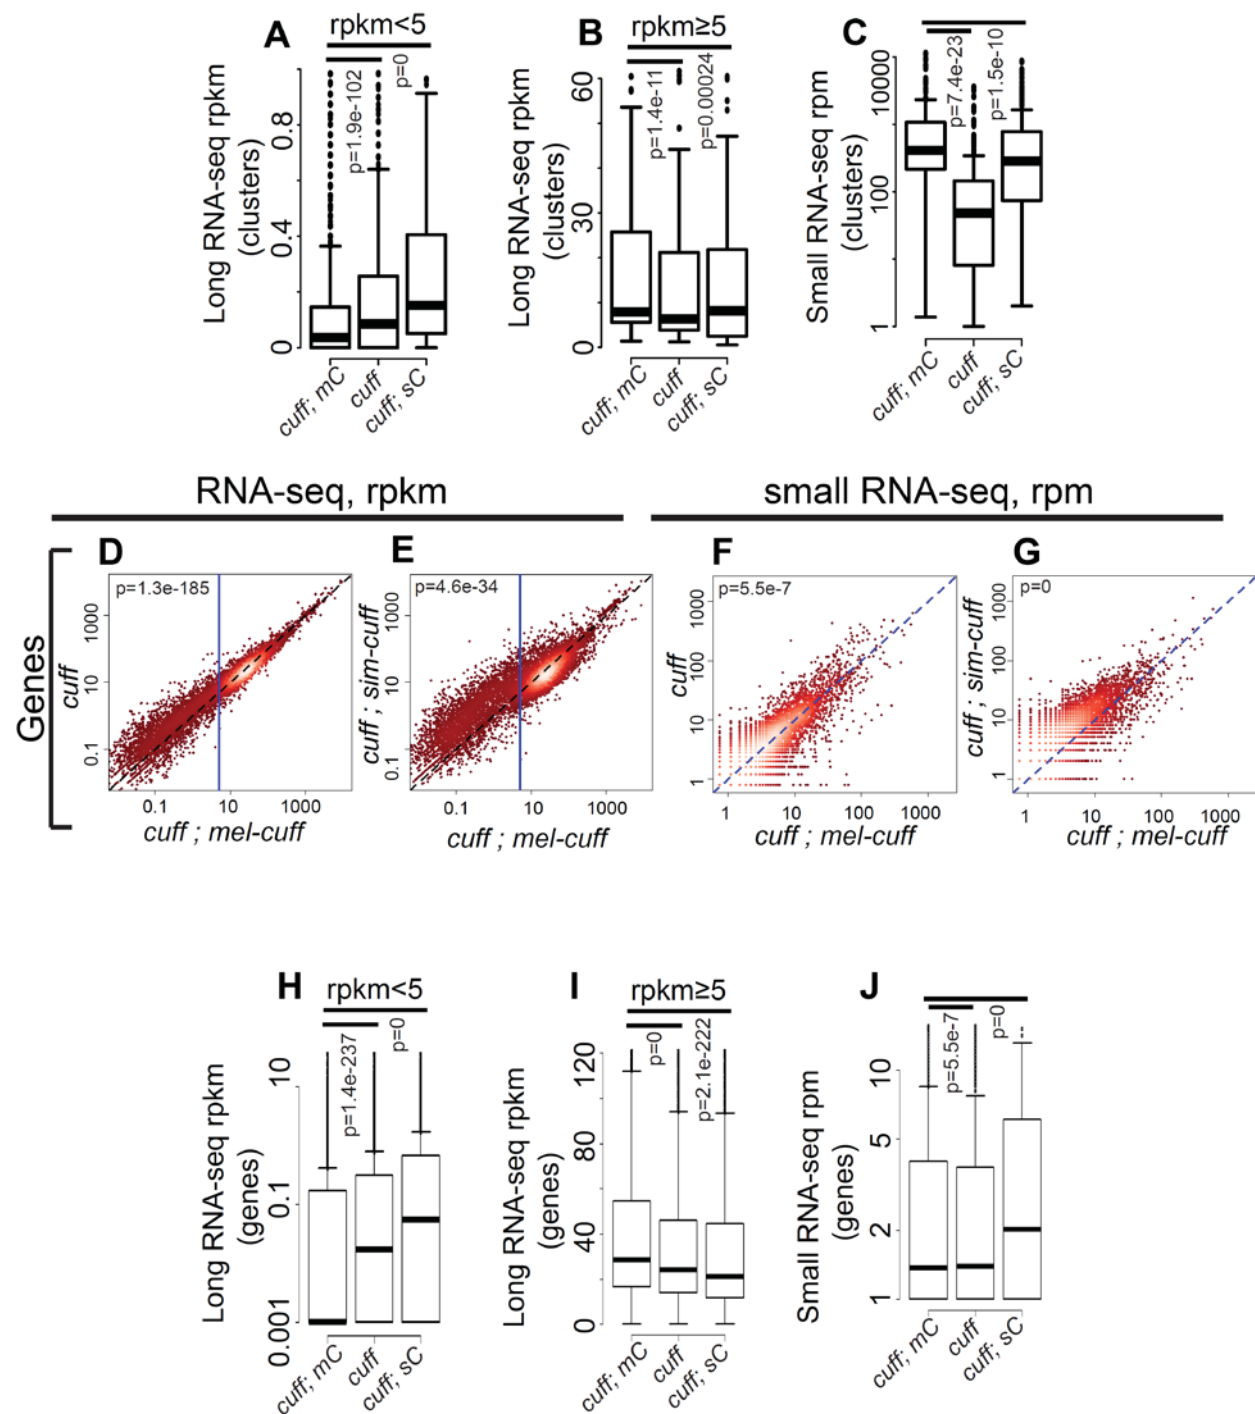 A
rpkm<5
p=1.9e-102
p=0
Long RNA-seq rpkm
(clusters)
0.8
0.4
0
cuff; mC
cuff
cuff; sC
B
rpkm≥5
p=1.4e-11
p=0.00024
Long RNA-seq rpkm
(clusters)
60
30
0
cuff; mC
cuff
cuff; sC
C
p=7.4e-23
p=1.5e-10
Small RNA-seq rpm
(clusters)
10000
100
1
cuff; mC
cuff
cuff; sC
RNA-seq, rpkm
small RNA-seq, rpm
Genes
D
p=1.3e-185
cuff
1000
10
0.1
0.1 10 1000
cuff ; mel-cuff
E
p=4.6e-34
cuff ; sim-cuff
1000
10
0.1
0.1 10 1000
cuff ; mel-cuff
F
p=5.5e-7
cuff
1000
100
10
1
1 10 100 1000
cuff ; mel-cuff
G
p=0
cuff ; sim-cuff
1000
100
10
1
1 10 100 1000
cuff ; mel-cuff
H
rpkm<5
p=1.4e-237
p=0
Long RNA-seq rpkm
(genes)
10
0.1
0.001
cuff; mC
cuff
cuff; sC
I
rpkm≥5
p=0
p=2.1e-222
Long RNA-seq rpkm
(genes)
120
80
40
0
cuff; mC
cuff
cuff; sC
J
p=5.5e-7
p=0
Small RNA-seq rpm
(genes)
10
5
2
1
cuff; mC
cuff
cuff; sC